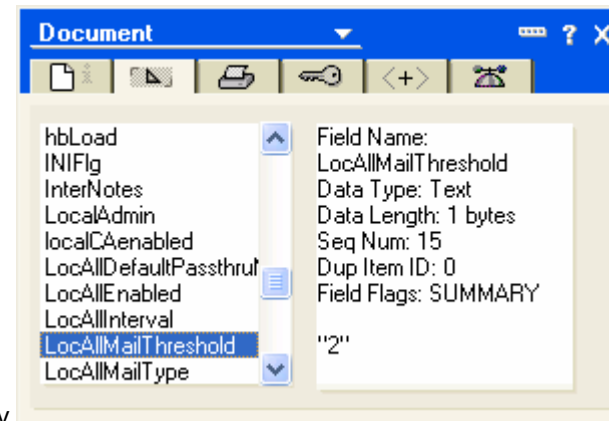 Document
?
X
<+>
hbLoad
INIFlg
InterNotes
LocalAdmin
localCAenabled
LocAllDefaultPassthru
LocAllEnabled
LocAllInterval
LocAllMailThreshold
LocAllMailType
Field Name:
LocAllMailThreshold
Data Type: Text
Data Length: 1 bytes
Seq Num: 15
Dup Item ID: 0
Field Flags: SUMMARY
"2"
y